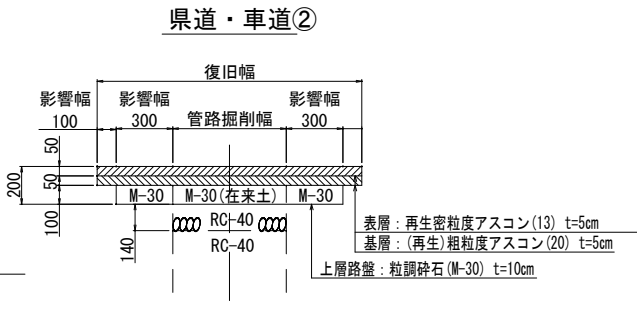 県道・車道②
復旧幅
影響幅 影響幅 影響幅
100 300 管路掘削幅 300
50
200 50
M-30 M-30(在来土) M-30
100
RC-40
140
RC-40
表層：再生密粒度アスコン(13) t=5cm
基層：(再生)粗粒度アスコン(20) t=5cm
上層路盤：粒調砕石(M-30) t=10cm